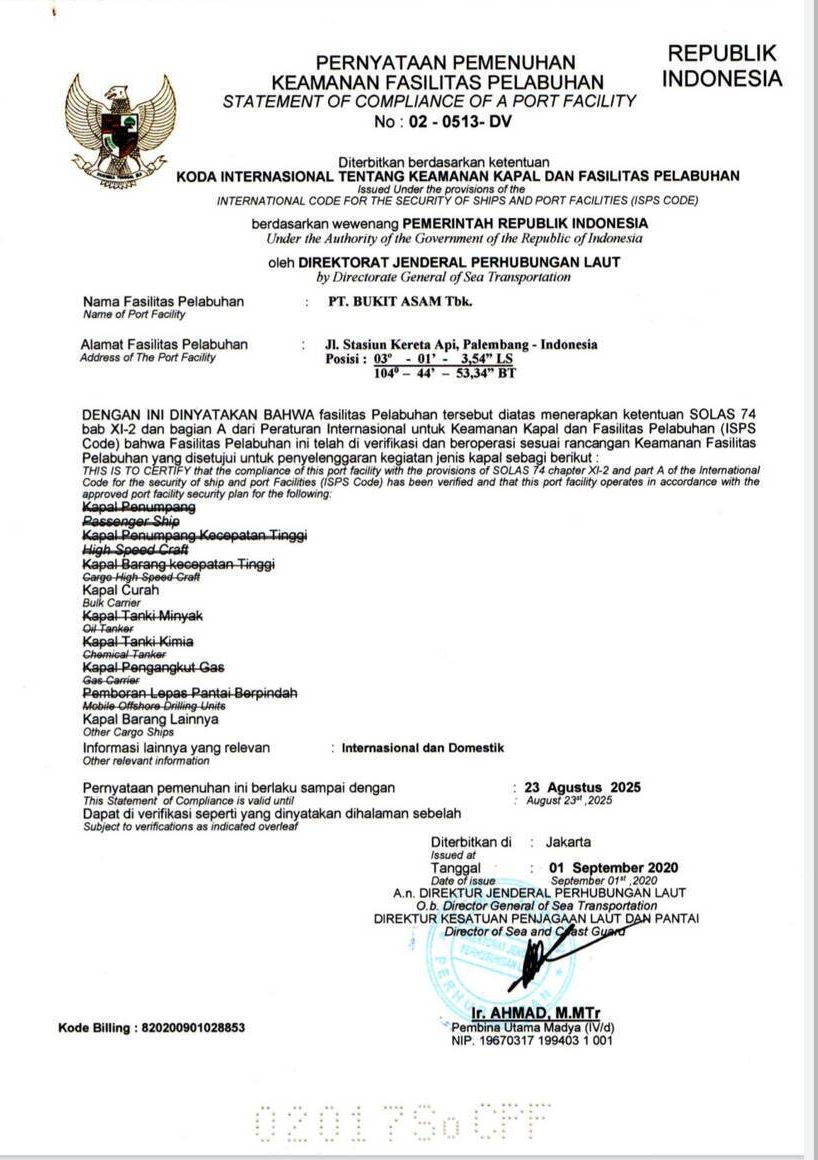 REPUBLIK
INDONESIA
PERNYATAAN PEMENUHAN
KEAMANAN FASILITAS PELABUHAN
STATEMENT OF COMPLIANCE OF A PORT FACILITY
No : 02 - 0513- DV
Diterbitkan berdasarkan ketentuan
KODA INTERNASIONAL TENTANG KEAMANAN KAPAL DAN FASILITAS PELABUHAN
Issued Under the provisions of the
INTERNATIONAL CODE FOR THE SECURITY OF SHIPS AND PORT FACILITIES (ISPS CODE)
berdasarkan wewenang PEMERINTAH REPUBLIK INDONESIA
Under the Authority of the Government of the Republic of Indonesia
oleh DIREKTORAT JENDERAL PERHUBUNGAN LAUT
by Directorate General of Sea Transportation
Nama Fasilitas Pelabuhan : PT. BUKIT ASAM Tbk.
Name of Port Facility
Alamat Fasilitas Pelabuhan : Jl. Stasiun Kereta Api, Palembang - Indonesia
Address of The Port Facility
Posisi : 03º - 01' - 3,54" LS
104º – 44' – 53,34" BT
DENGAN INI DINYATAKAN BAHWA fasilitas Pelabuhan tersebut diatas menerapkan ketentuan SOLAS 74
bab XI-2 dan bagian A dari Peraturan Internasional untuk Keamanan Kapal dan Fasilitas Pelabuhan (ISPS
Code) bahwa Fasilitas Pelabuhan ini telah di verifikasi dan beroperasi sesuai rancangan Keamanan Fasilitas
Pelabuhan yang disetujui untuk penyelenggaran kegiatan jenis kapal sebagai berikut :
THIS IS TO CERTIFY that the compliance of this port facility with the provisions of SOLAS 74 chapter XI-2 and part A of the International
Code for the security of ship and port Facilities (ISPS Code) has been verified and that this port facility operates in accordance with the
approved port facility security plan for the following:
Kapal Penumpang
Passenger Ship
Kapal Penumpang Kecepatan Tinggi
High Speed Craft
Kapal Barang kecepatan Tinggi
Cargo High Speed Craft
Kapal Curah
Bulk Carrier
Kapal Tanki Minyak
Oil Tanker
Kapal Tanki Kimia
Chemical Tanker
Kapal Pengangkut Gas
Gas Carrier
Pemboran Lepas Pantai Berpindah
Mobile Offshore Drilling Units
Kapal Barang Lainnya
Other Cargo Ships
Informasi lainnya yang relevan : Internasional dan Domestik
Other relevant information
Pernyataan pemenuhan ini berlaku sampai dengan : 23 Agustus 2025
This Statement of Compliance is valid until : August 23st ,2025
Dapat di verifikasi seperti yang dinyatakan dihalaman sebelah
Subject to verifications as indicated overleaf
Diterbitkan di : Jakarta
Issued at
Tanggal : 01 September 2020
Date of issue September 01st ,2020
A.n. DIREKTUR JENDERAL PERHUBUNGAN LAUT
O.b. Director General of Sea Transportation
DIREKTUR KESATUAN PENJAGAAN LAUT DAN PANTAI
Director of Sea and Coast Guard
Ir. AHMAD, M.MTr
Pembina Utama Madya (IV/d)
NIP. 19670317 199403 1 001
Kode Billing : 820200901028853
02017SoCPF